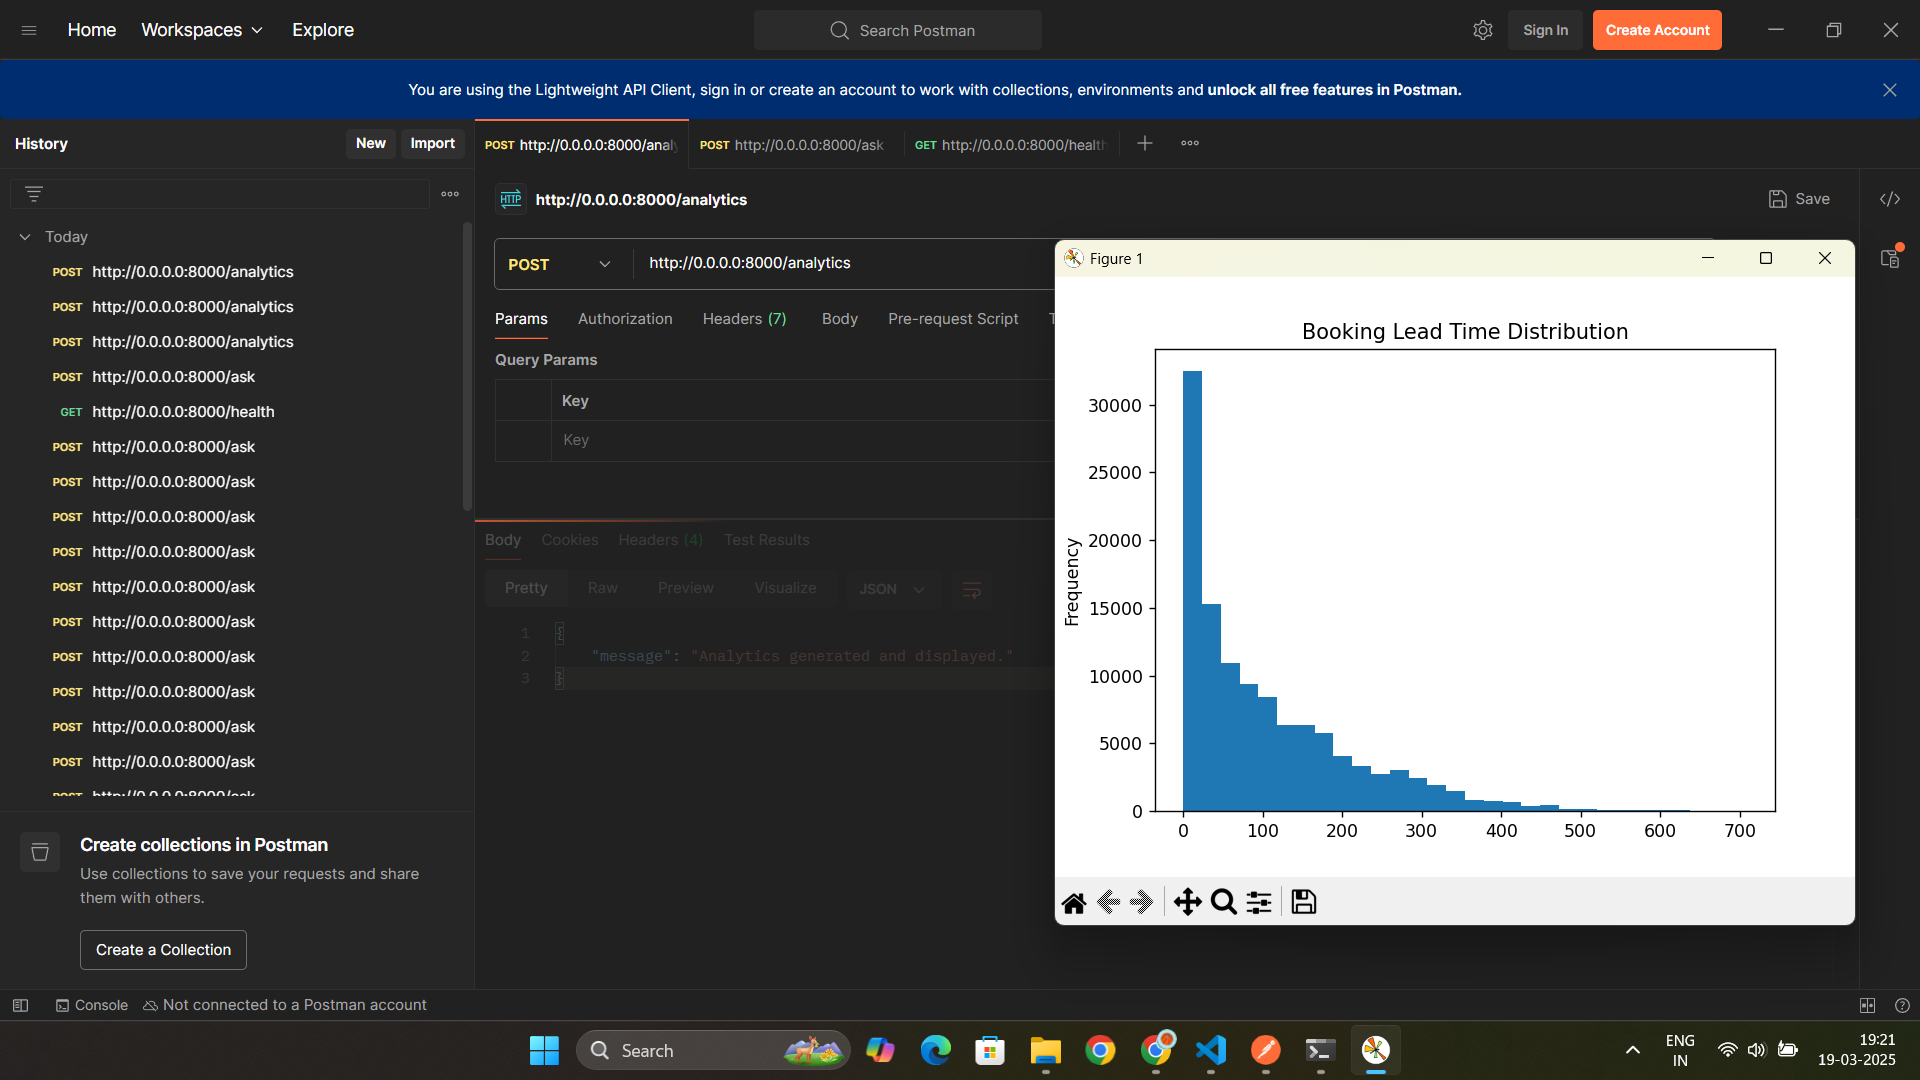 Home Workspaces Explore
Search Postman
Sign In Create Account
You are using the Lightweight API Client, sign in or create an account to work with collections, environments and unlock all free features in Postman.
History New Import
POST http://0.0.0.0:8000/anal POST http://0.0.0.0:8000/ask GET http://0.0.0.0:8000/health
HTTP http://0.0.0.0:8000/analytics
Save
Today
POST http://0.0.0.0:8000/analytics
POST http://0.0.0.0:8000/analytics
POST http://0.0.0.0:8000/analytics
POST http://0.0.0.0:8000/ask
GET http://0.0.0.0:8000/health
POST http://0.0.0.0:8000/ask
POST http://0.0.0.0:8000/ask
POST http://0.0.0.0:8000/ask
POST http://0.0.0.0:8000/ask
POST http://0.0.0.0:8000/ask
POST http://0.0.0.0:8000/ask
POST http://0.0.0.0:8000/ask
POST http://0.0.0.0:8000/ask
POST http://0.0.0.0:8000/ask
POST http://0.0.0.0:8000/ask
POST http://0.0.0.0:8000/ask
Create collections in Postman
Use collections to save your requests and share
them with others.
Create a Collection
POST http://0.0.0.0:8000/analytics
Params Authorization Headers (7) Body Pre-request Script T
Query Params
Key
Key
Body Cookies Headers (4) Test Results
Pretty Raw Preview Visualize JSON
1 {
2 "message": "Analytics generated and displayed."
3 }
Figure 1
Booking Lead Time Distribution
Frequency
30000
25000
20000
15000
10000
5000
0
0 100 200 300 400 500 600 700
Console Not connected to a Postman account
Search
ENG
IN
19:21
19-03-2025